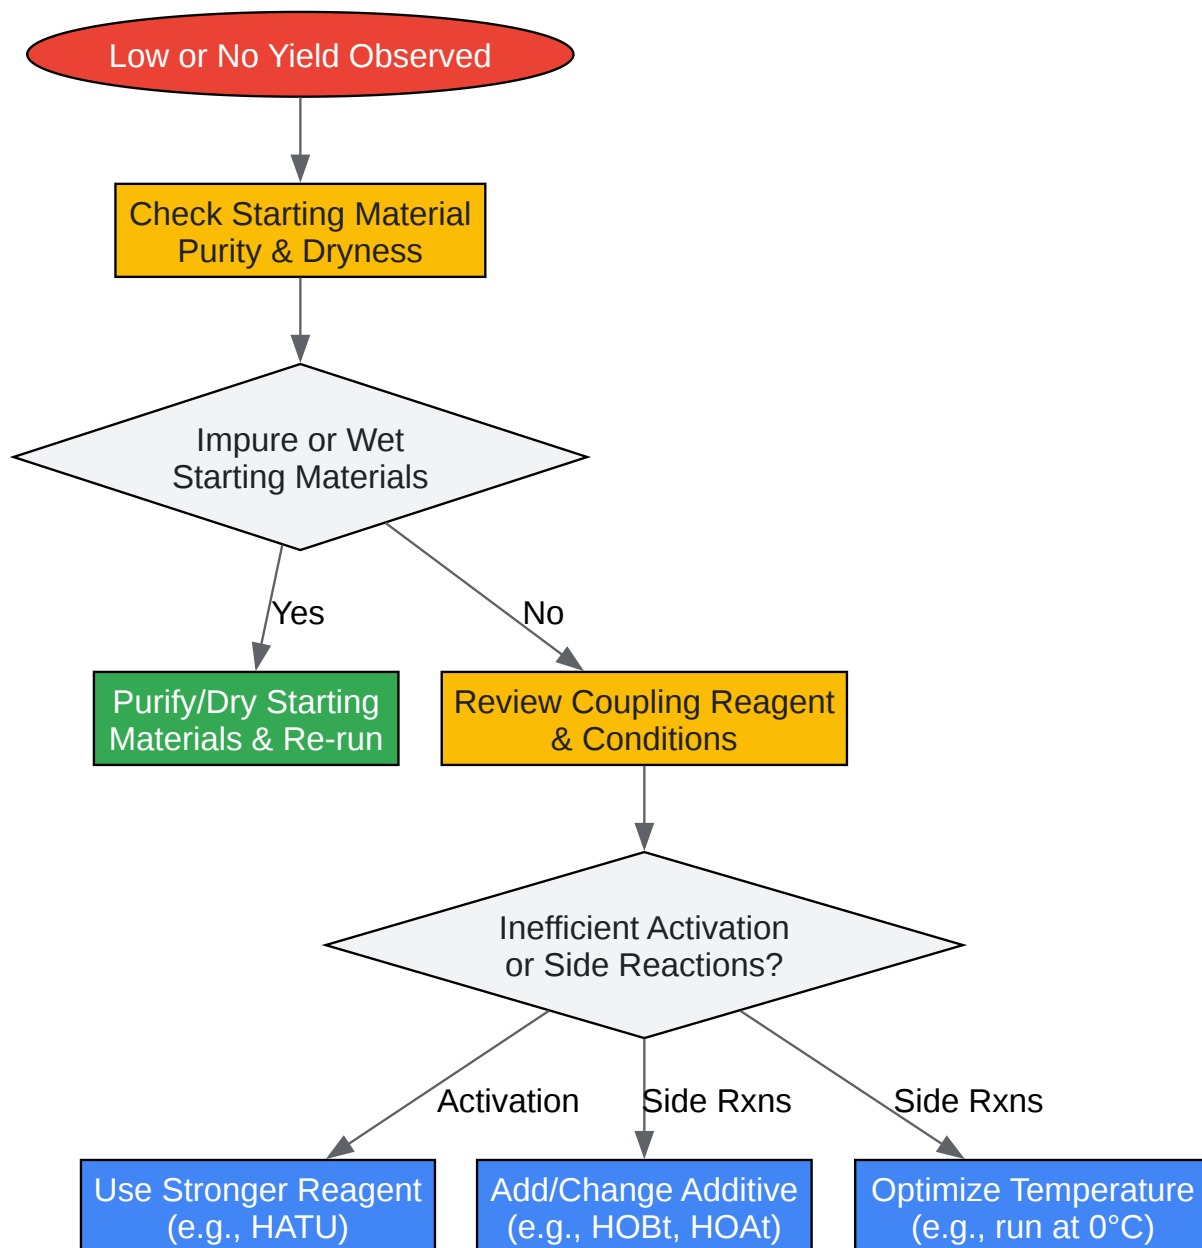 Low or No Yield Observed
Check Starting Material
Purity & Dryness
Impure or Wet
Starting Materials
Yes
No
Purify/Dry Starting
Materials & Re-run
Review Coupling Reagent
& Conditions
Inefficient Activation
or Side Reactions?
Activation
Side Rxns
Side Rxns
Use Stronger Reagent
(e.g., HATU)
Add/Change Additive
(e.g., HOBt, HOAt)
Optimize Temperature
(e.g., run at 0°C)